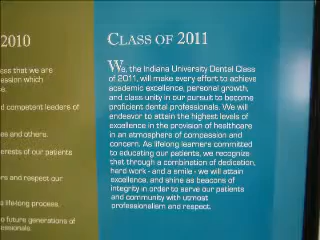 2010
ess that we are
ession which
e.
d competent leaders of
es and others.
erests of our patients
rs and respect our
a lifelong process.
o future generations of
essionals.
CLASS OF 2011
We, the Indiana University Dental Class
of 2011, will make every effort to achieve
academic excellence, personal growth,
and class unity in our pursuit to become
proficient dental professionals. We will
endeavor to attain the highest levels of
excellence in the provision of healthcare
in an atmosphere of compassion and
concern. As lifelong learners committed
to educating our patients, we recognize
that through a combination of dedication,
hard work - and a smile - we will attain
excellence, and shine as beacons of
integrity in order to serve our patients
and community with utmost
professionalism and respect.